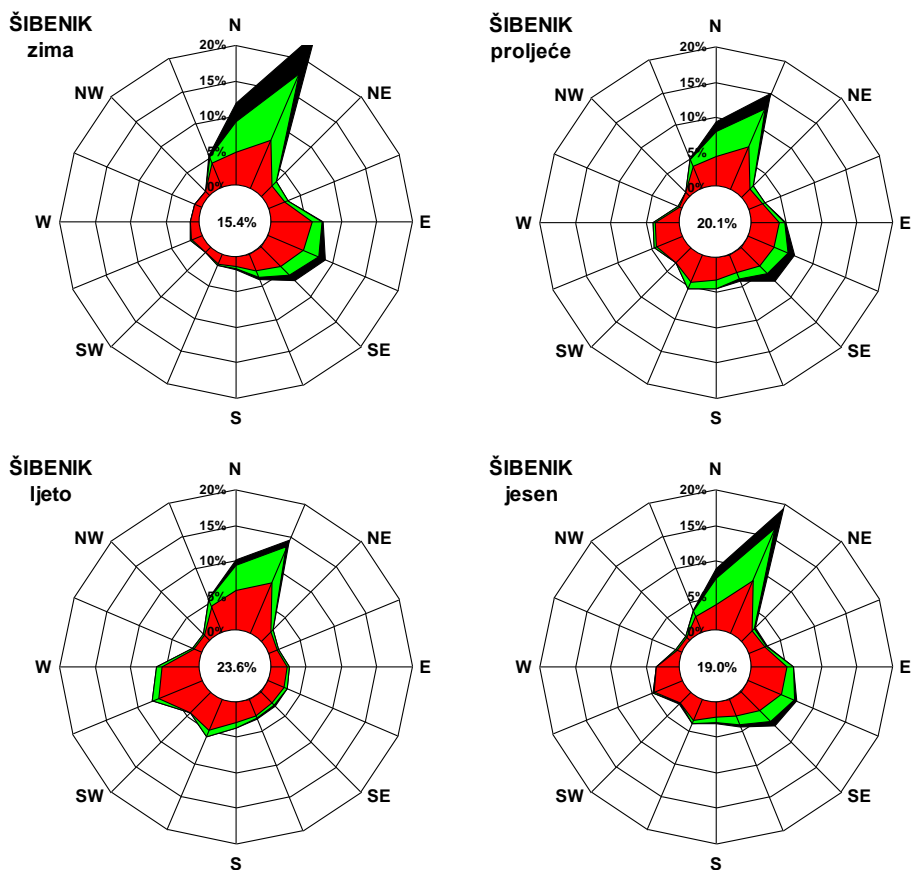 ŠIBENIK
zima
N
20%
15%
10%
5%
0%
NW
NE
W
15.4%
E
SW
SE
S
ŠIBENIK
proljeće
N
20%
15%
10%
5%
0%
NW
NE
W
20.1%
E
SW
SE
S
ŠIBENIK
ljeto
N
20%
15%
10%
5%
0%
NW
NE
W
23.6%
E
SW
SE
S
ŠIBENIK
jesen
N
20%
15%
10%
5%
0%
NW
NE
W
19.0%
E
SW
SE
S